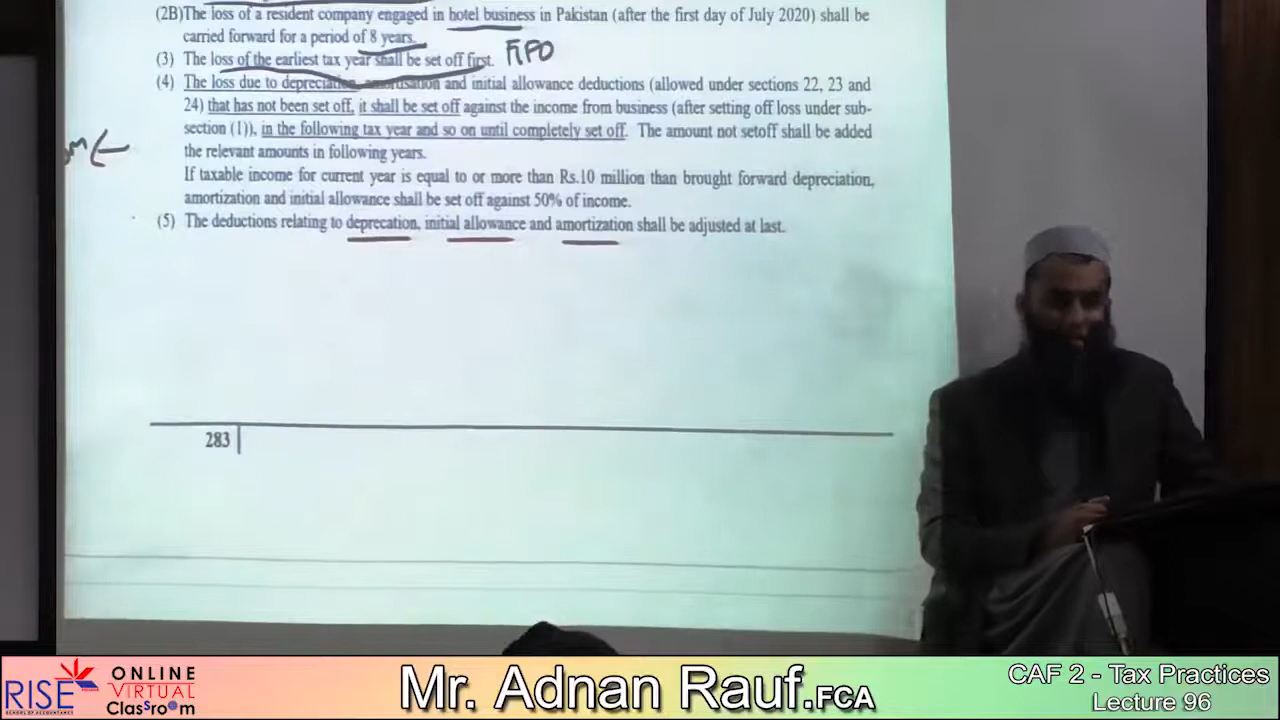 (2B)The loss of a resident company engaged in hotel business in Pakistan (after the first day of July 2020) shall be
carried forward for a period of 8 years.
(3) The loss of the earliest tax year shall be set off first. FIFO
(4) The loss due to depreciation, amortisation and initial allowance deductions (allowed under sections 22, 23 and
24) that has not been set off, it shall be set off against the income from business (after setting off loss under sub-
section (1)), in the following tax year and so on until completely set off. The amount not setoff shall be added
the relevant amounts in following years.
If taxable income for current year is equal to or more than Rs.10 million than brought forward depreciation,
amortization and initial allowance shall be set off against 50% of income.
(5) The deductions relating to deprecation, initial allowance and amortization shall be adjusted at last.
283
RISE
SCHOOL OF ACCOUNTANCY
ONLINE
VIRTUAL
ClasSro@m
Mr. Adnan Rauf.FCA
CAF 2 - Tax Practices
Lecture 96